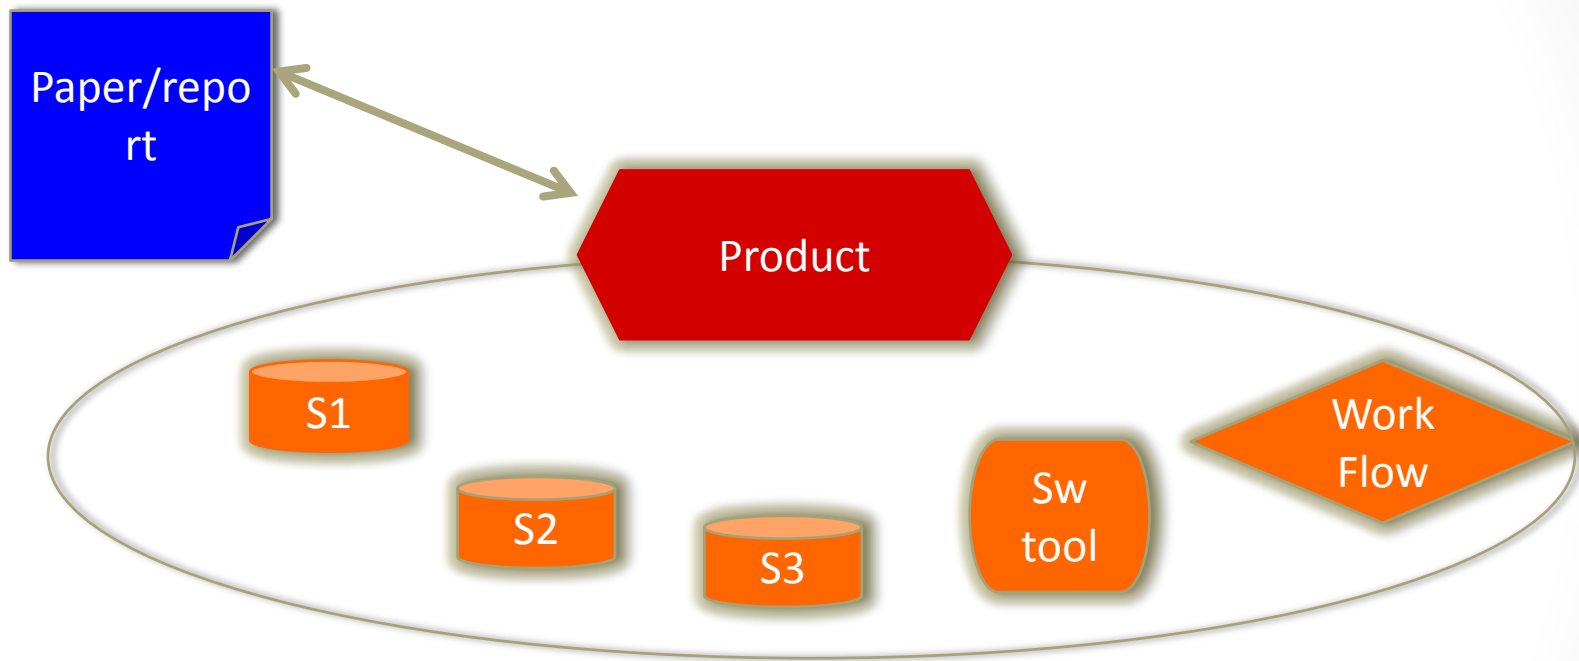 Paper/repo
rt
Product
S1
S2
S3
Sw
tool
Work
Flow